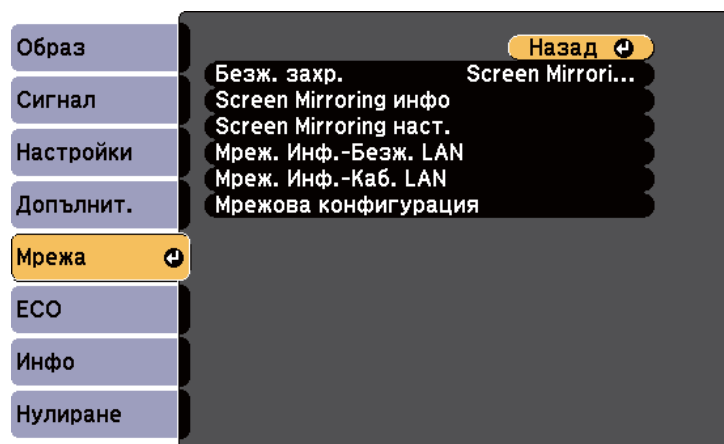 Образ
Сигнал
Настройки
Допълнит.
Мрежа
ECO
Инфо
Нулиране
Назад
Безж. захр. Screen Mirrori...
Screen Mirroring инфо
Screen Mirroring наст.
Мреж. Инф.-Безж. LAN
Мреж. Инф.-Каб. LAN
Мрежова конфигурация